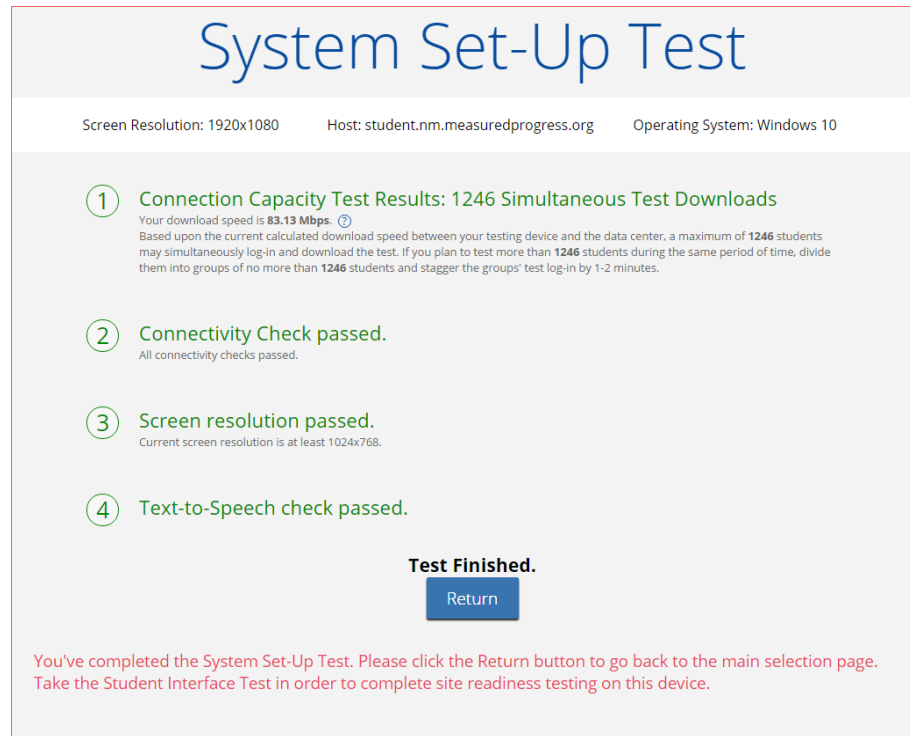 System Set-Up Test
Screen Resolution: 1920x1080 Host: student.nm.measuredprogress.org Operating System: Windows 10
1 Connection Capacity Test Results: 1246 Simultaneous Test Downloads
Your download speed is 83.13 Mbps. ?
Based upon the current calculated download speed between your testing device and the data center, a maximum of 1246 students
may simultaneously log-in and download the test. If you plan to test more than 1246 students during the same period of time, divide
them into groups of no more than 1246 students and stagger the groups' test log-in by 1-2 minutes.
2 Connectivity Check passed.
All connectivity checks passed.
3 Screen resolution passed.
Current screen resolution is at least 1024x768.
4 Text-to-Speech check passed.
Test Finished.
Return
You've completed the System Set-Up Test. Please click the Return button to go back to the main selection page.
Take the Student Interface Test in order to complete site readiness testing on this device.